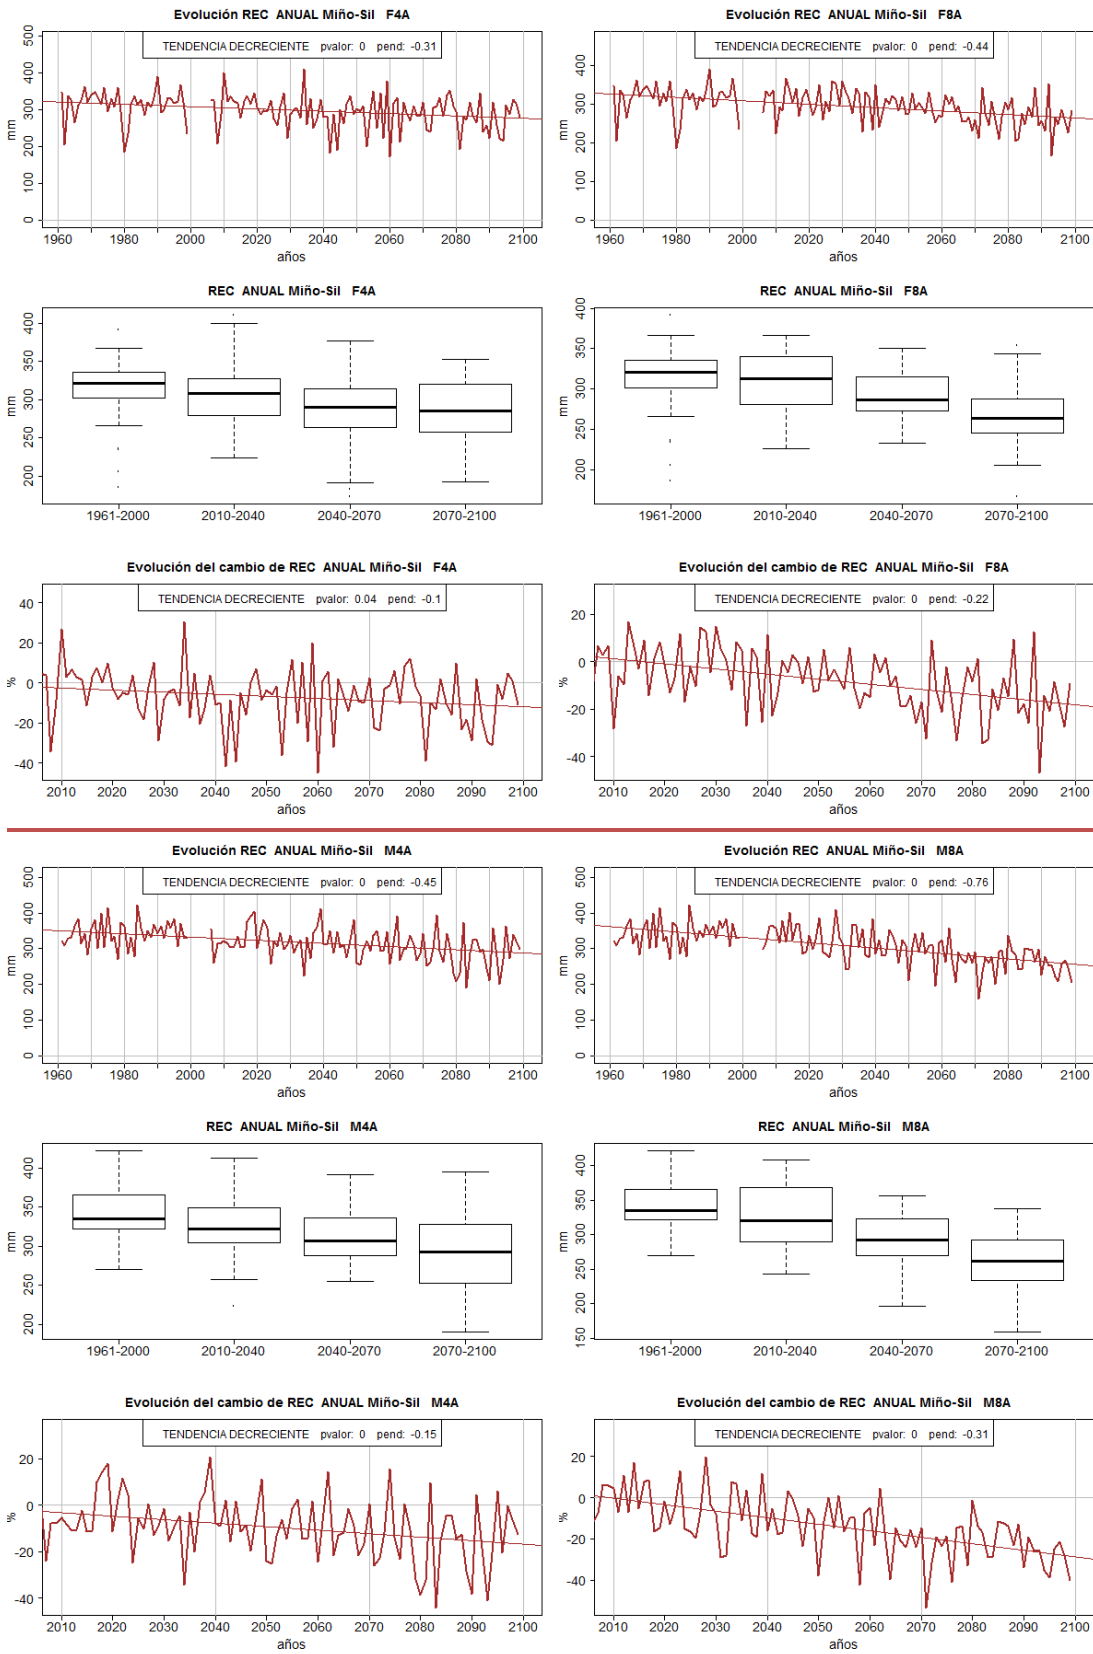 Evolución REC ANUAL Miño-Sil F4A
TENDENCIA DECRECIENTE pvalor: 0 pend: -0.31
mm
500
400
300
200
100
0
1960 1980 2000 2020 2040 2060 2080 2100
años
Evolución REC ANUAL Miño-Sil F8A
TENDENCIA DECRECIENTE pvalor: 0 pend: -0.44
mm
400
300
200
100
0
1960 1980 2000 2020 2040 2060 2080 2100
años
REC ANUAL Miño-Sil F4A
mm
400
350
300
250
200
1961-2000 2010-2040 2040-2070 2070-2100
REC ANUAL Miño-Sil F8A
mm
400
350
300
250
200
1961-2000 2010-2040 2040-2070 2070-2100
Evolución del cambio de REC ANUAL Miño-Sil F4A
TENDENCIA DECRECIENTE pvalor: 0.04 pend: -0.1
%
40
20
0
-20
-40
2010 2020 2030 2040 2050 2060 2070 2080 2090 2100
años
Evolución del cambio de REC ANUAL Miño-Sil F8A
TENDENCIA DECRECIENTE pvalor: 0 pend: -0.22
%
20
0
-20
-40
2010 2020 2030 2040 2050 2060 2070 2080 2090 2100
años
Evolución REC ANUAL Miño-Sil M4A
TENDENCIA DECRECIENTE pvalor: 0 pend: -0.45
mm
500
400
300
200
100
0
1960 1980 2000 2020 2040 2060 2080 2100
años
Evolución REC ANUAL Miño-Sil M8A
TENDENCIA DECRECIENTE pvalor: 0 pend: -0.76
mm
500
400
300
200
100
0
1960 1980 2000 2020 2040 2060 2080 2100
años
REC ANUAL Miño-Sil M4A
mm
400
350
300
250
200
1961-2000 2010-2040 2040-2070 2070-2100
REC ANUAL Miño-Sil M8A
mm
400
350
300
250
200
150
1961-2000 2010-2040 2040-2070 2070-2100
Evolución del cambio de REC ANUAL Miño-Sil M4A
TENDENCIA DECRECIENTE pvalor: 0 pend: -0.15
%
20
0
-20
-40
2010 2020 2030 2040 2050 2060 2070 2080 2090 2100
años
Evolución del cambio de REC ANUAL Miño-Sil M8A
TENDENCIA DECRECIENTE pvalor: 0 pend: -0.31
%
20
0
-20
-40
2010 2020 2030 2040 2050 2060 2070 2080 2090 2100
años